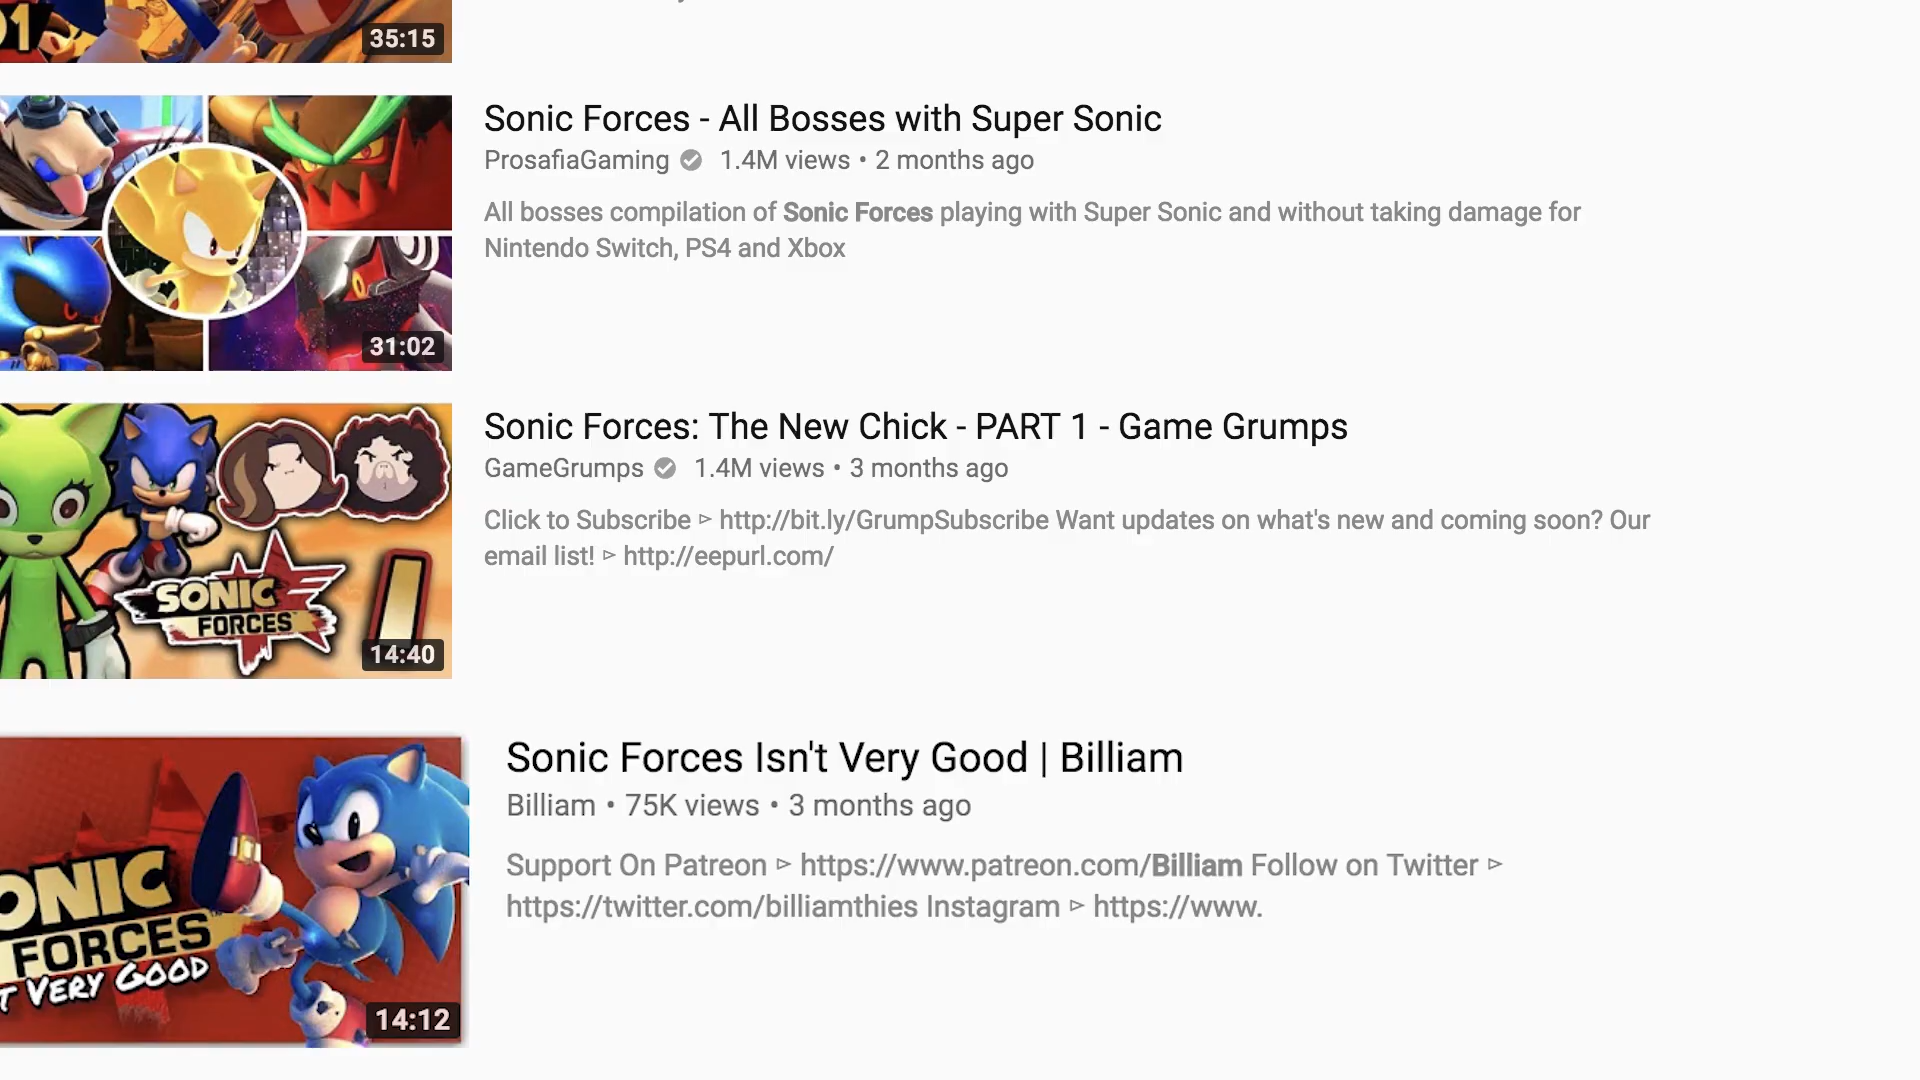 01
35:15
Sonic Forces - All Bosses with Super Sonic
ProsafiaGaming 1.4M views • 2 months ago
All bosses compilation of Sonic Forces playing with Super Sonic and without taking damage for
Nintendo Switch, PS4 and Xbox
31:02
Sonic Forces: The New Chick - PART 1 - Game Grumps
GameGrumps 1.4M views • 3 months ago
Click to Subscribe ▻ http://bit.ly/GrumpSubscribe Want updates on what's new and coming soon? Our
email list! ▻ http://eepurl.com/
SONIC
FORCES
1
14:40
Sonic Forces Isn't Very Good | Billiam
Billiam • 75K views • 3 months ago
Support On Patreon ▻ https://www.patreon.com/Billiam Follow on Twitter ▻
https://twitter.com/billiamthies Instagram ▻ https://www.
ONIC
FORCES
T VERY GOOD
14:12